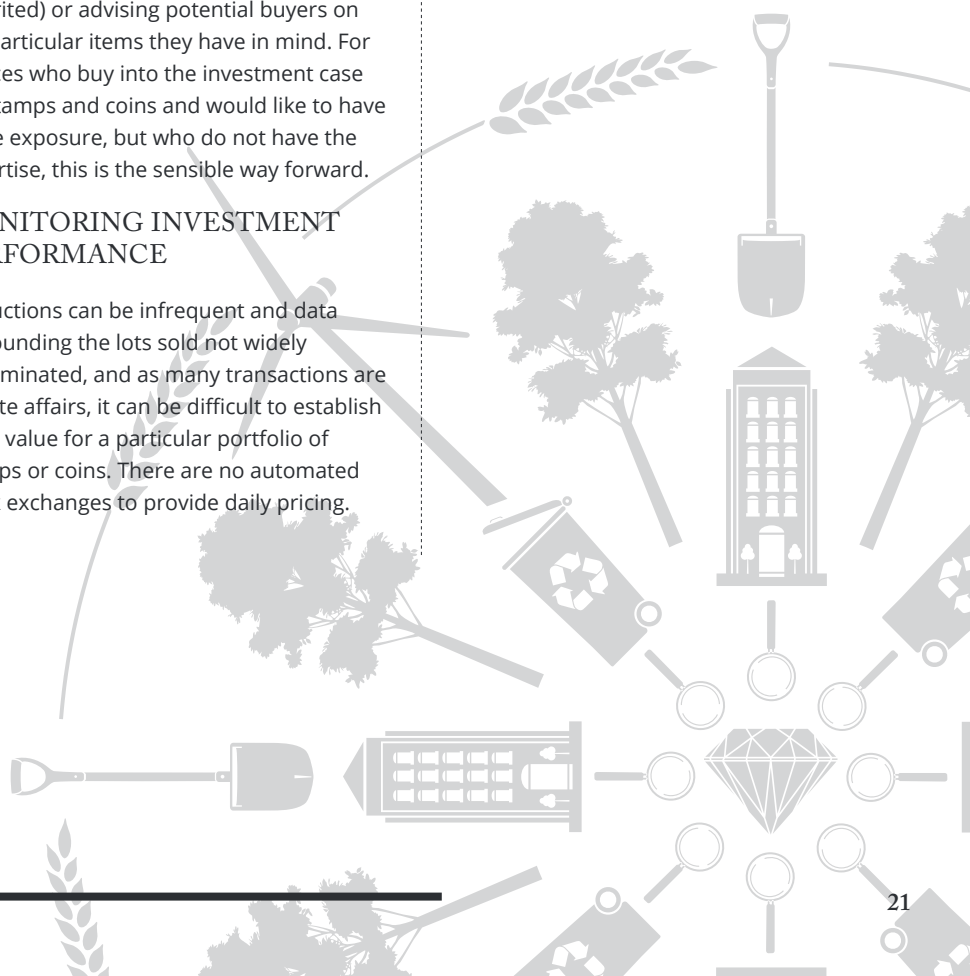 rited) or advising potential buyers on
articular items they have in mind. For
es who buy into the investment case
tamps and coins and would like to have
e exposure, but who do not have the
rtise, this is the sensible way forward.
NITORING INVESTMENT
RFORMANCE
uctions can be infrequent and data
ounding the lots sold not widely
eminated, and as many transactions are
te affairs, it can be difficult to establish
value for a particular portfolio of
ps or coins. There are no automated
exchanges to provide daily pricing.
21